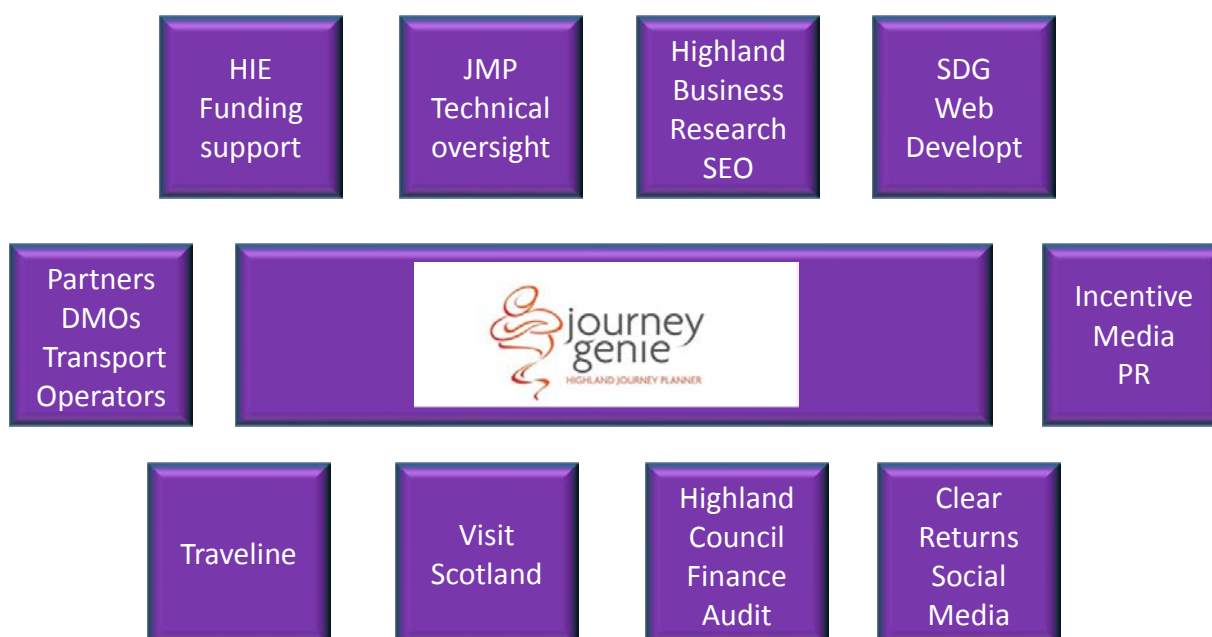 HIE
Funding
support
JMP
Technical
oversight
Highland
Business
Research
SEO
SDG
Web
Developt
Partners
DMOs
Transport
Operators
journey
genie
HIGHLAND JOURNEY PLANNER
Incentive
Media
PR
Traveline
Visit
Scotland
Highland
Council
Finance
Audit
Clear
Returns
Social
Media